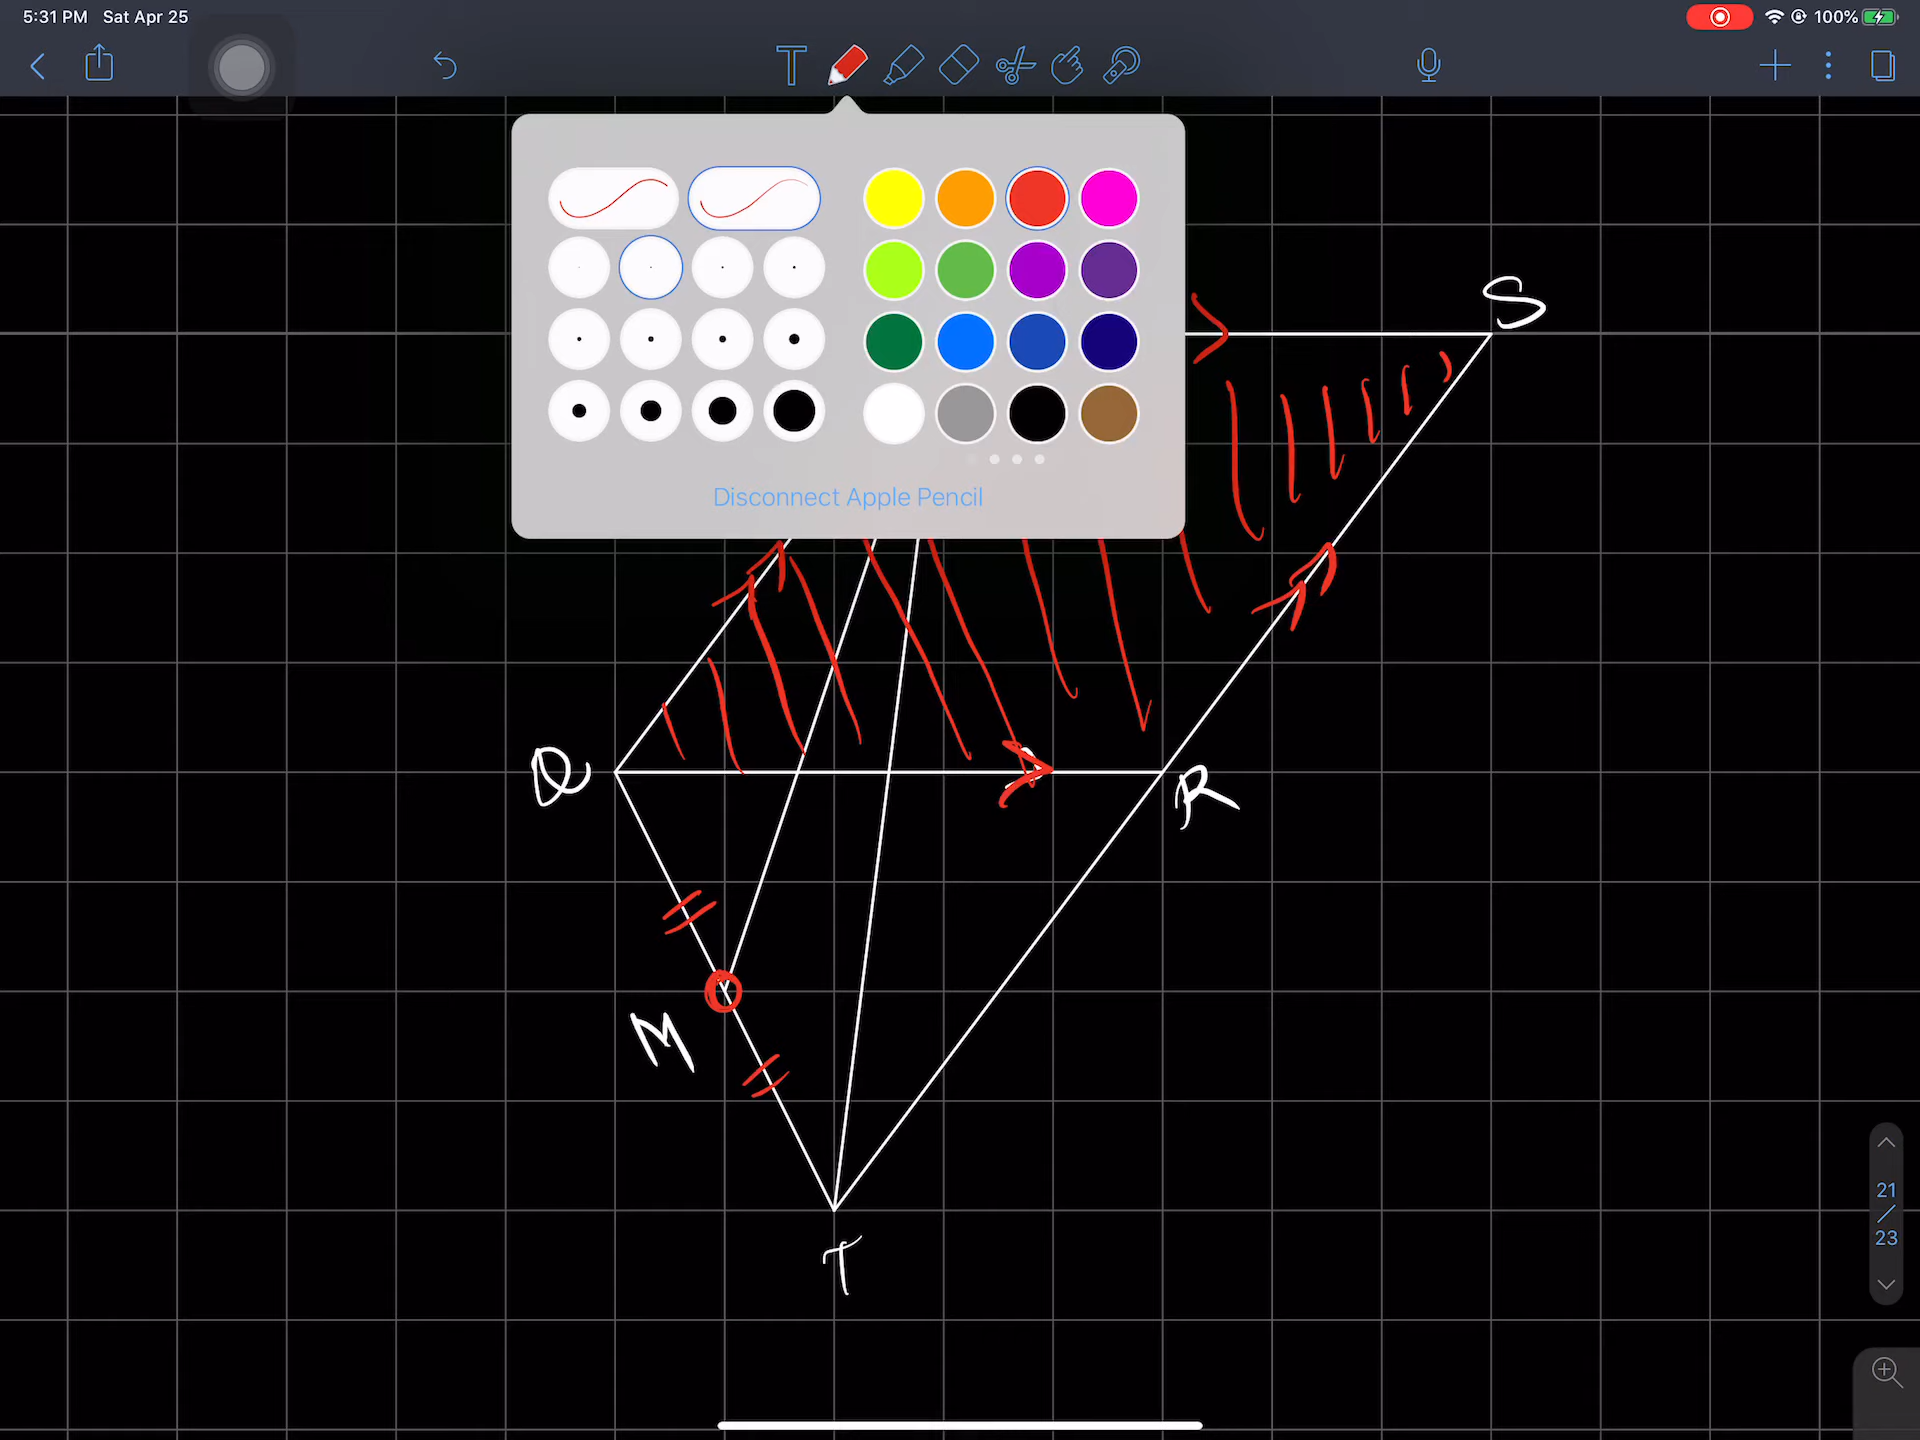 5:31 PM Sat Apr 25
100%
T
Disconnect Apple Pencil
S
Q
R
M
21
/
23
T